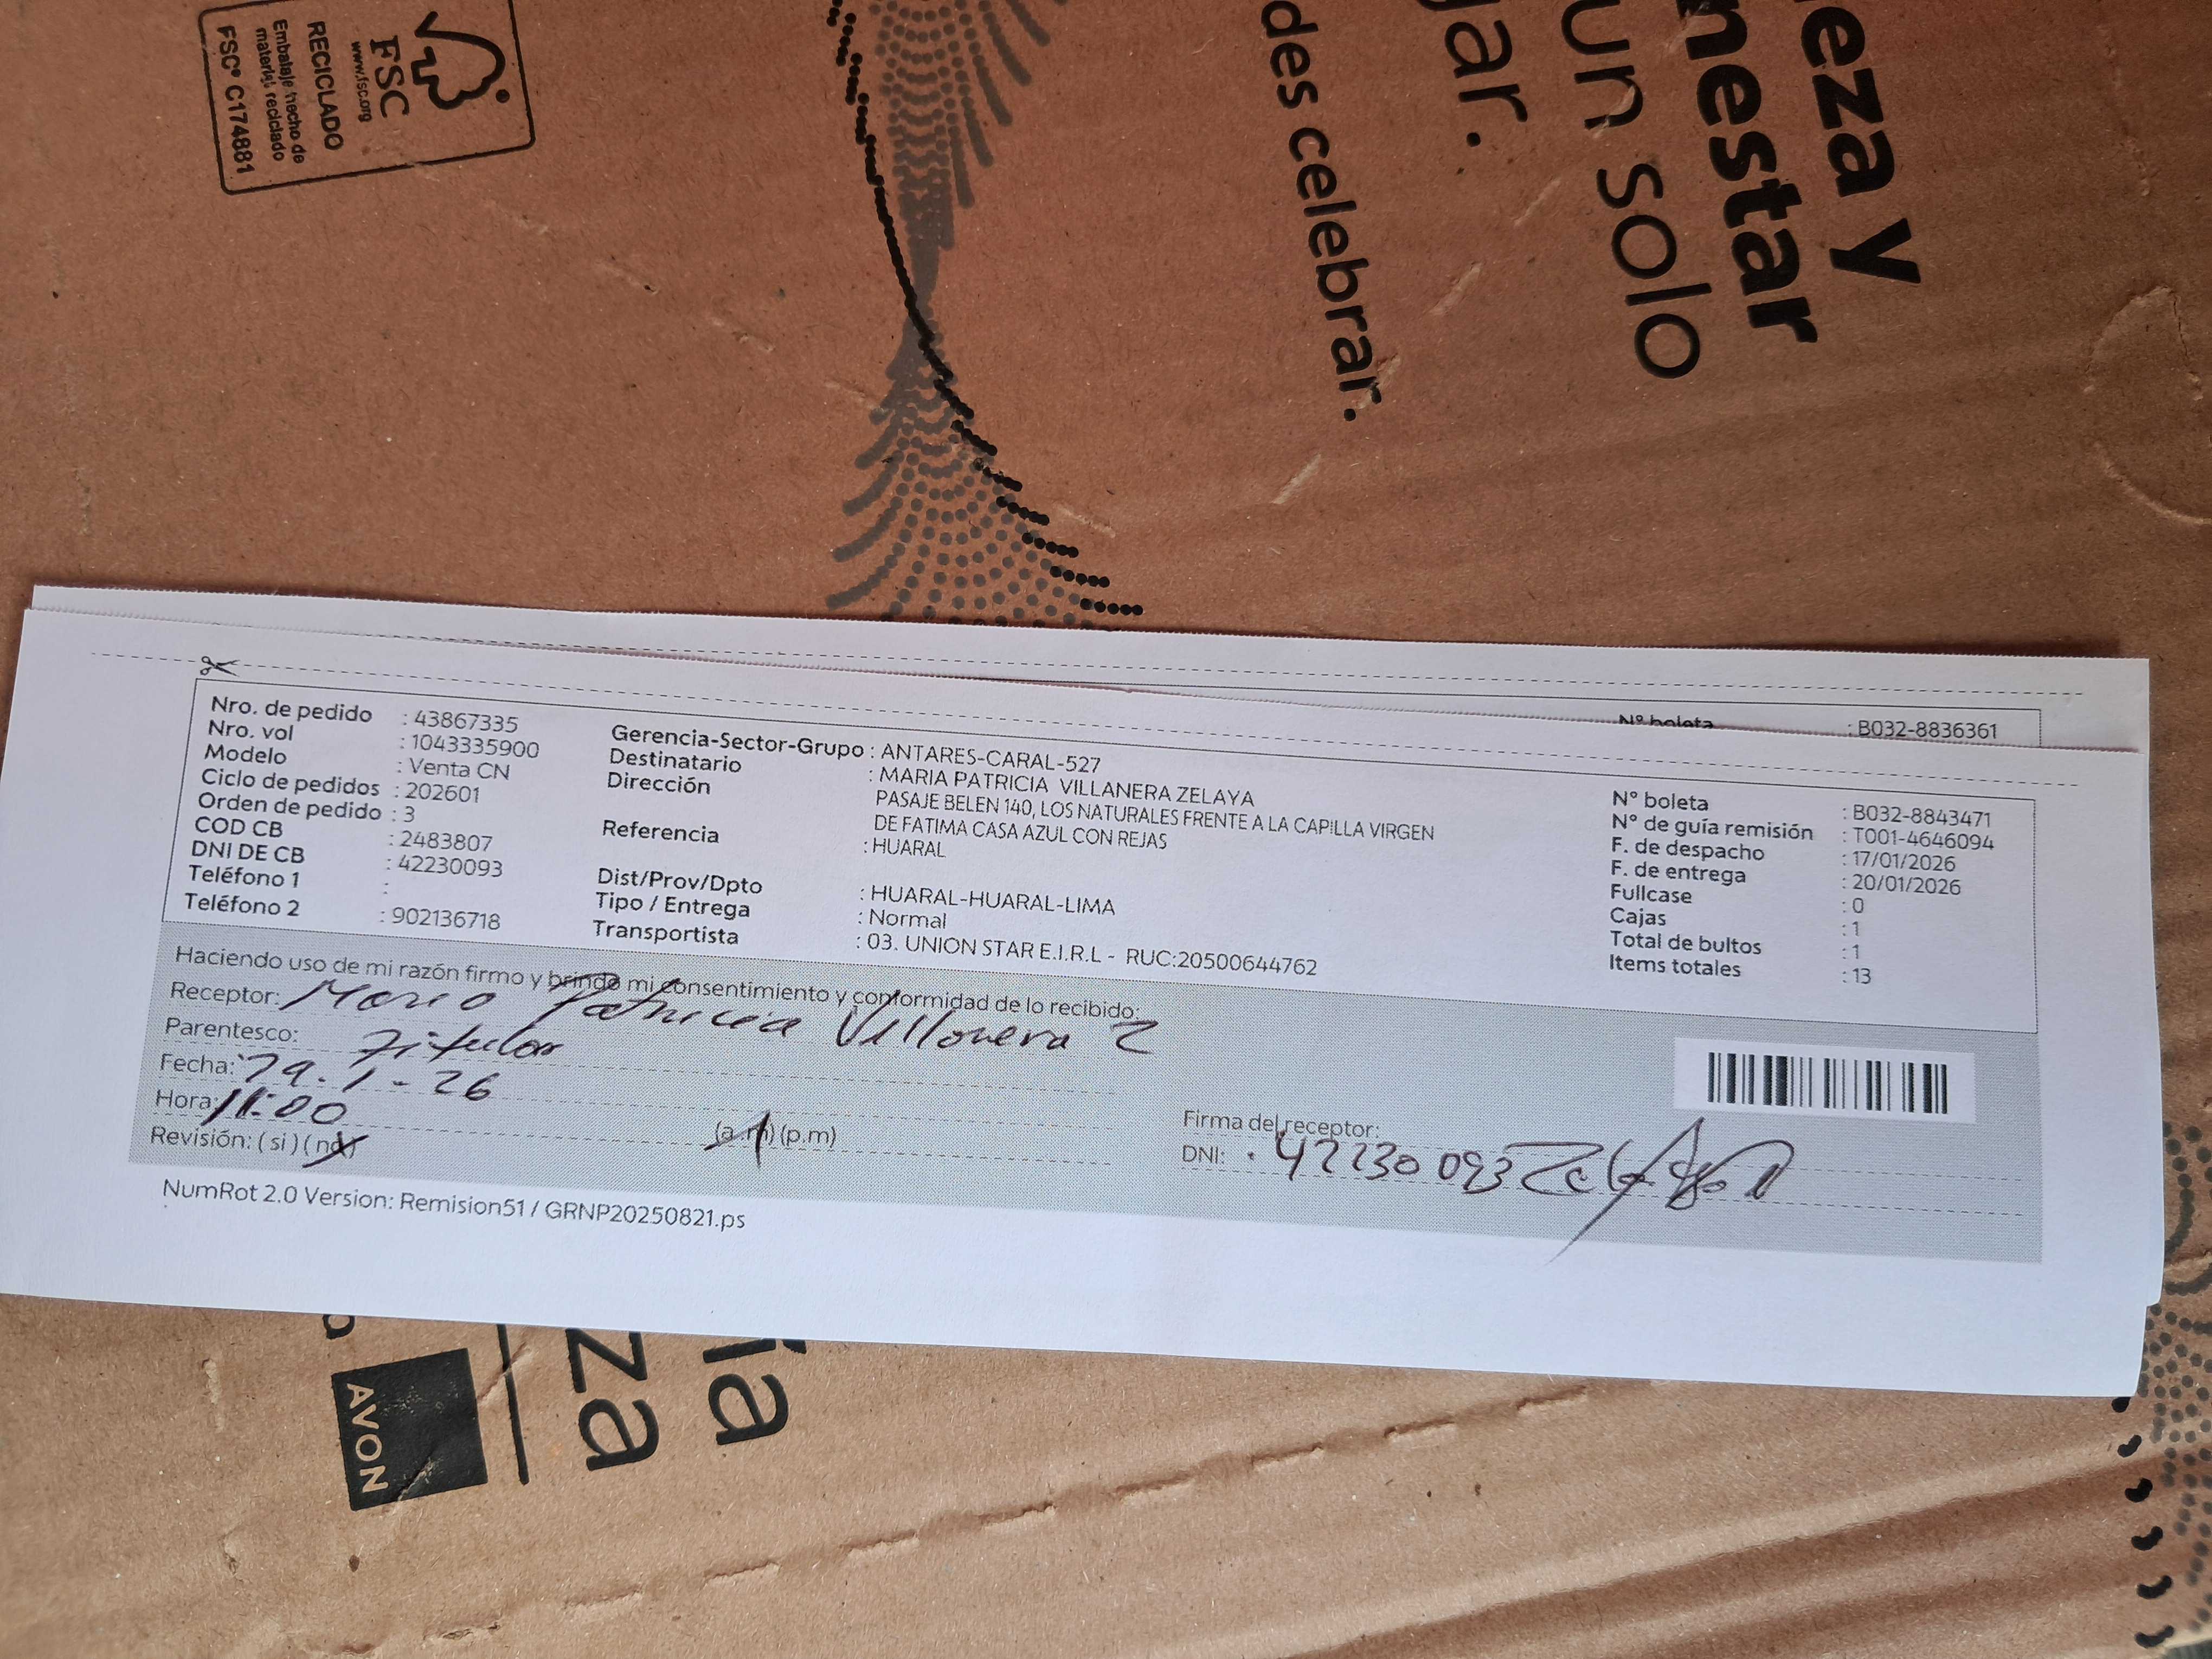 FSC
www.fsc.org
RECICLADO
Embalaje hecho de
material reciclado
FSC® C174881
eza y
nestar
un solo
gar.
des celebrar.
Nº boleta : B032-8836361
Nro. de pedido : 43867335
Nro. vol : 1043335900
Modelo : Venta CN
Ciclo de pedidos : 202601
Orden de pedido : 3
COD CB : 2483807
DNI DE CB : 42230093
Teléfono 1 :
Teléfono 2 : 902136718
Gerencia-Sector-Grupo : ANTARES-CARAL-527
Destinatario : MARIA PATRICIA VILLANERA ZELAYA
Dirección PASAJE BELEN 140, LOS NATURALES FRENTE A LA CAPILLA VIRGEN
DE FATIMA CASA AZUL CON REJAS
Referencia : HUARAL
Dist/Prov/Dpto : HUARAL-HUARAL-LIMA
Tipo / Entrega : Normal
Transportista : 03. UNION STAR E.I.R.L - RUC:20500644762
Nº boleta : B032-8843471
Nº de guía remisión : T001-4646094
F. de despacho : 17/01/2026
F. de entrega : 20/01/2026
Fullcase : 0
Cajas : 1
Total de bultos : 1
Items totales : 13
Haciendo uso de mi razón firmo y brindo mi consentimiento y conformidad de lo recibido:
Receptor: Maria Patricia Villanera Z
Parentesco: Titular
Fecha: 19.1-26
Hora: 11:00 (a.m) (p.m)
Revisión: (si) (no)
Firma del receptor:
DNI: 42230093
NumRot 2.0 Version: Remision51 / GRNP20250821.ps
ía
za
AVON